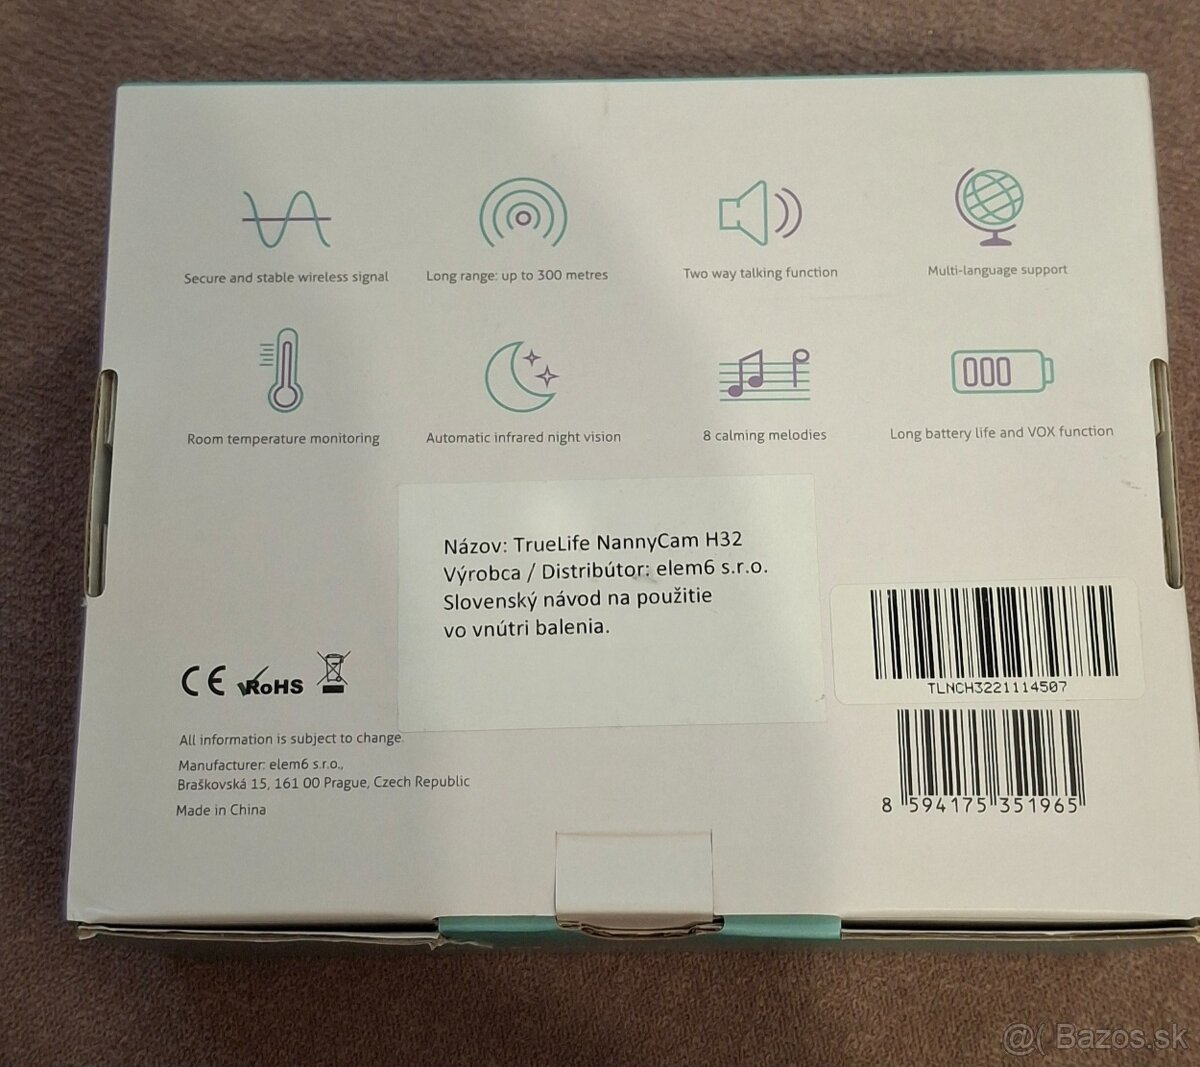 Secure and stable wireless signal
Long range: up to 300 metres
Two way talking function
Multi-language support
Room temperature monitoring
Automatic infrared night vision
8 calming melodies
Long battery life and VOX function
Názov: TrueLife NannyCam H32
Výrobca / Distribútor: elem6 s.r.o.
Slovenský návod na použitie
vo vnútri balenia.
CE RoHS
TLNCH3221114507
All information is subject to change.
Manufacturer: elem6 s.r.o.,
Braškovská 15, 161 00 Prague, Czech Republic
Made in China
8 594175 351965
@( Bazos.sk